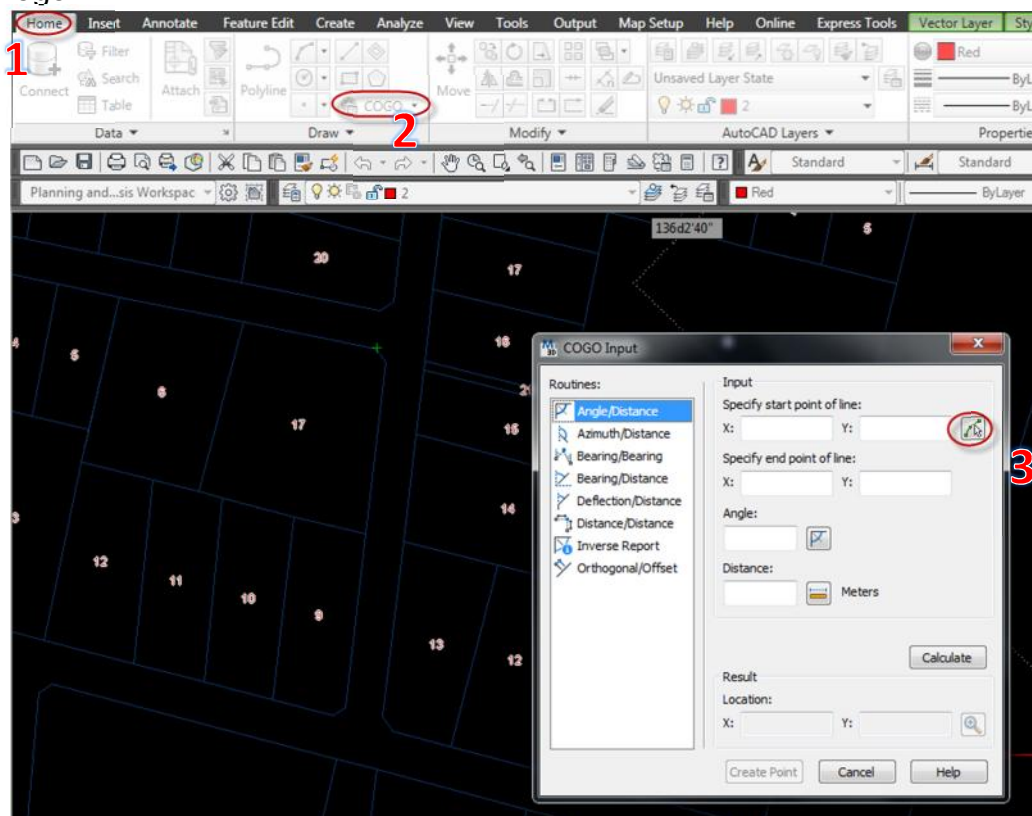 Home Insert Annotate Feature Edit Create Analyze View Tools Output Map Setup Help Online Express Tools Vector Layer
1
Filter
Search
Table
Connect
Attach
Polyline
COGO
2
Move
Unsaved Layer State
2
Red
ByL
ByL
Data Draw Modify AutoCAD Layers Propertie
Standard Standard
Planning and...sis Workspac 2 Red ByLayer
136d2'40"
20
17
5
5
6
17
16
15
14
12
11
10
9
13
12
COGO Input
Routines:
Angle/Distance
Azimuth/Distance
Bearing/Bearing
Bearing/Distance
Deflection/Distance
Distance/Distance
Inverse Report
Orthogonal/Offset
Input
Specify start point of line:
X: Y:
3
Specify end point of line:
X: Y:
Angle:
Distance:
Meters
Calculate
Result
Location:
X: Y:
Create Point Cancel Help